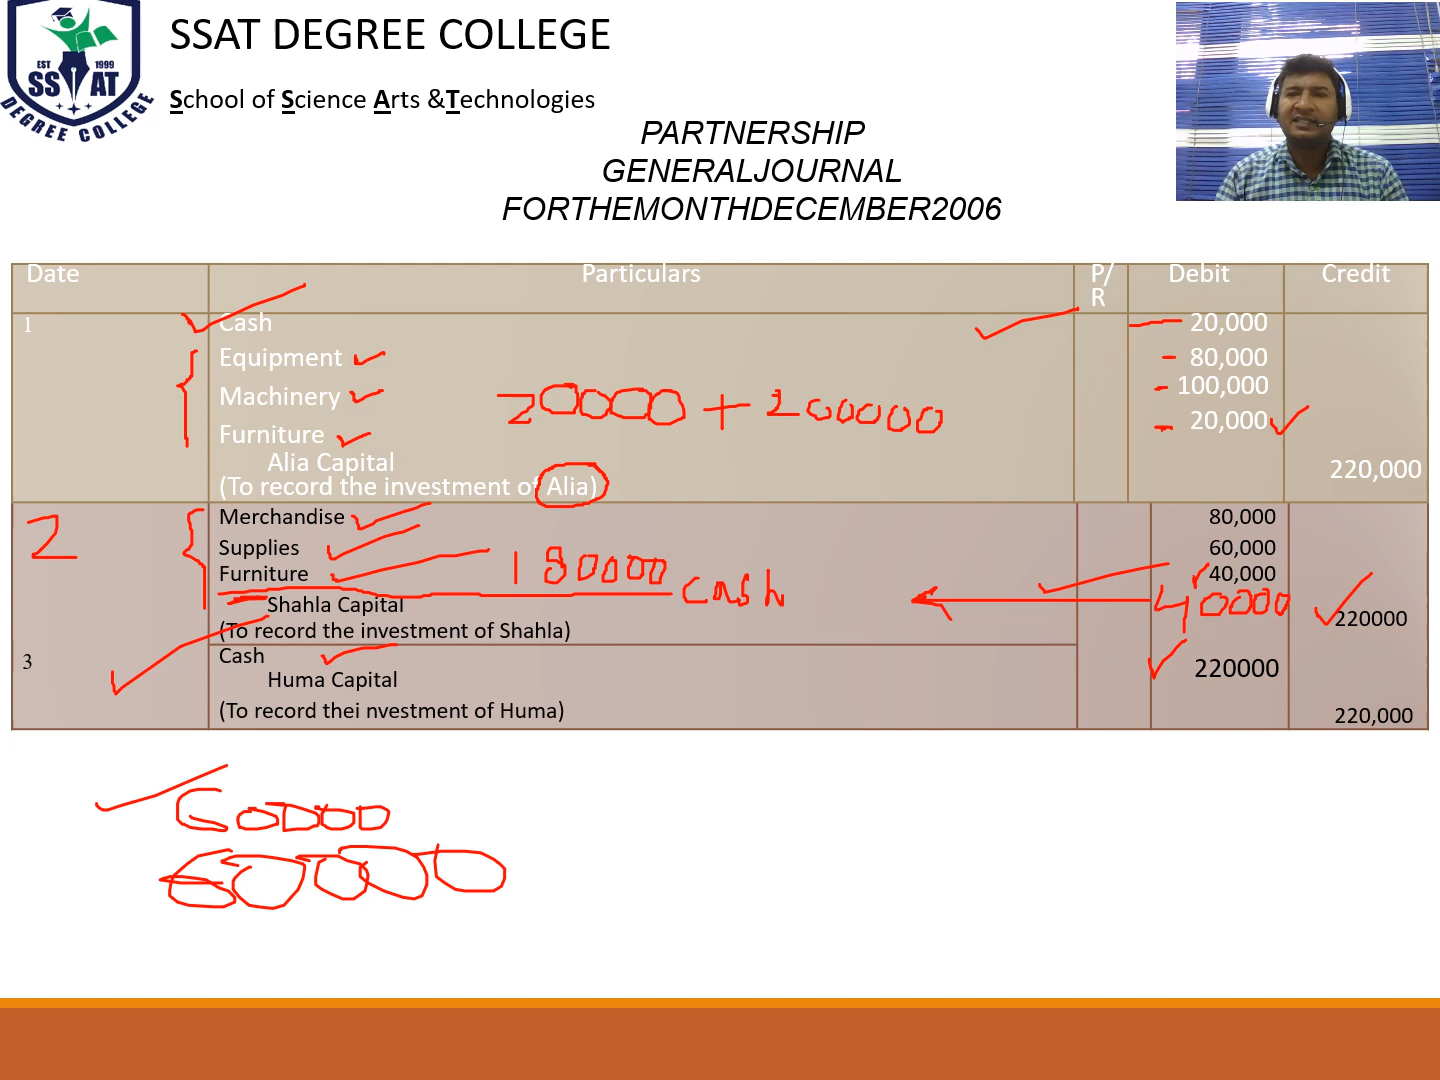 EST 1999
SSAT
DEGREE COLLEGE
SSAT DEGREE COLLEGE
School of Science Arts &Technologies
PARTNERSHIP
GENERALJOURNAL
FORTHEMONTHDECEMBER2006
Date Particulars P/R Debit Credit
1 Cash 20,000
Equipment 80,000
Machinery 100,000
20000 + 200000
Furniture 20,000
Alia Capital 220,000
(To record the investment of Alia)
2 Merchandise 80,000
Supplies 60,000
Furniture 180000 40,000
cash 40000
Shahla Capital 220000
(To record the investment of Shahla)
3 Cash 220000
Huma Capital
(To record thei nvestment of Huma) 220,000
60000
60000